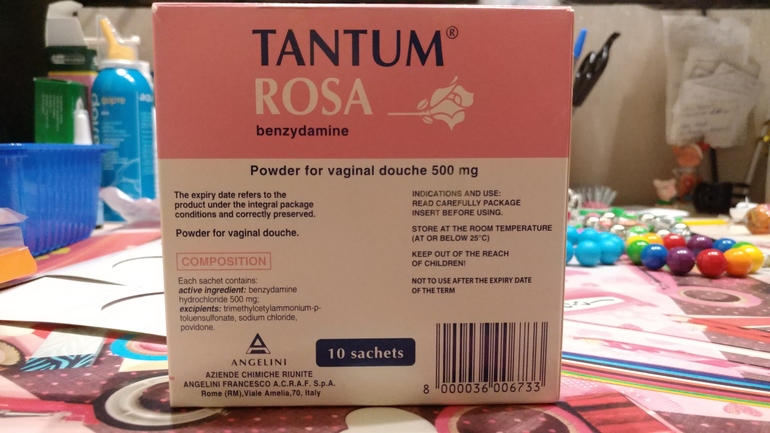 TANTUM®
ROSA
benzydamine
Powder for vaginal douche 500 mg
The expiry date refers to the
product under the integral package
conditions and correctly preserved.
Powder for vaginal douche.
COMPOSITION
Each sachet contains:
active ingredient: benzydamine
hydrochloride 500 mg;
excipients: trimethylcetylammonium-p-
toluensulfonate, sodium chloride,
povidone.
INDICATIONS AND USE:
READ CAREFULLY PACKAGE
INSERT BEFORE USING.
STORE AT THE ROOM TEMPERATURE
(AT OR BELOW 25°C)
KEEP OUT OF THE REACH
OF CHILDREN!
NOT TO USE AFTER THE EXPIRY DATE
OF THE TERM
ANGELINI
AZIENDE CHIMICHE RIUNITE
ANGELINI FRANCESCO A.C.R.A.F. S.p.A.
Rome (RM),Viale Amelia,70, Italy
10 sachets
8 000036 006733